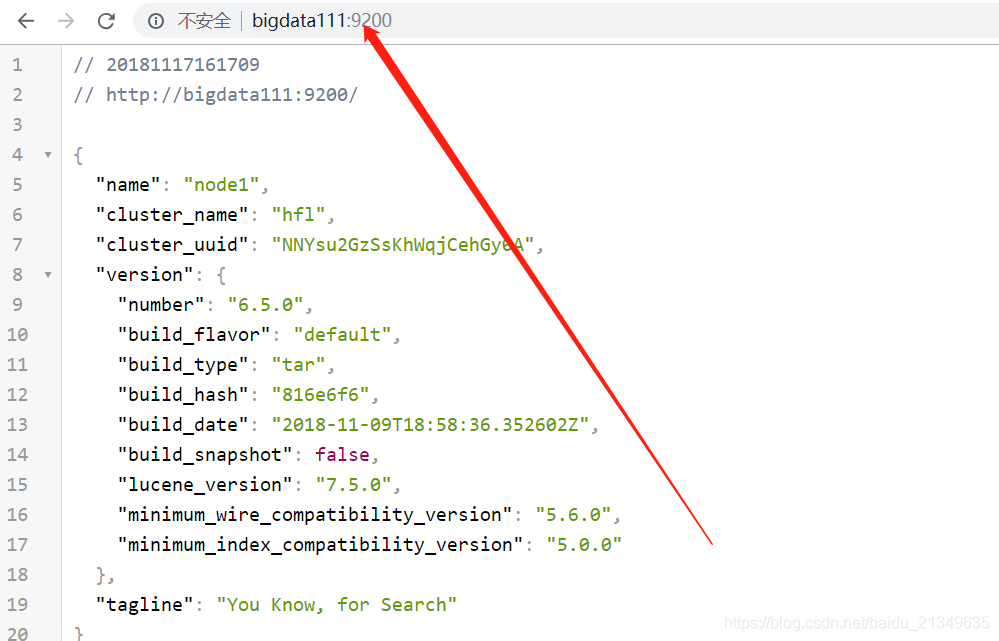 不安全 | bigdata111:9200
1 // 20181117161709
2 // http://bigdata111:9200/
3
4 {
5 "name": "node1",
6 "cluster_name": "hfl",
7 "cluster_uuid": "NNYsu2GzSsKhWqjCehGy6A",
8 "version": {
9 "number": "6.5.0",
10 "build_flavor": "default",
11 "build_type": "tar",
12 "build_hash": "816e6f6",
13 "build_date": "2018-11-09T18:58:36.352602Z",
14 "build_snapshot": false,
15 "lucene_version": "7.5.0",
16 "minimum_wire_compatibility_version": "5.6.0",
17 "minimum_index_compatibility_version": "5.0.0"
18 },
19 "tagline": "You Know, for Search"
20 }
https://blog.csdn.net/baidu_21349635